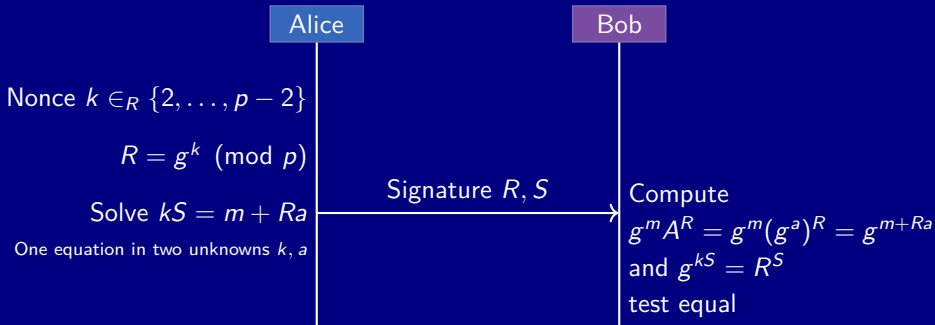 Alice
Bob
Nonce k ∈_R {2, …, p − 2}
R = g^k (mod p)
Solve kS = m + Ra
One equation in two unknowns k, a
Signature R, S
Compute
g^m A^R = g^m (g^a)^R = g^{m+Ra}
and g^{kS} = R^S
test equal